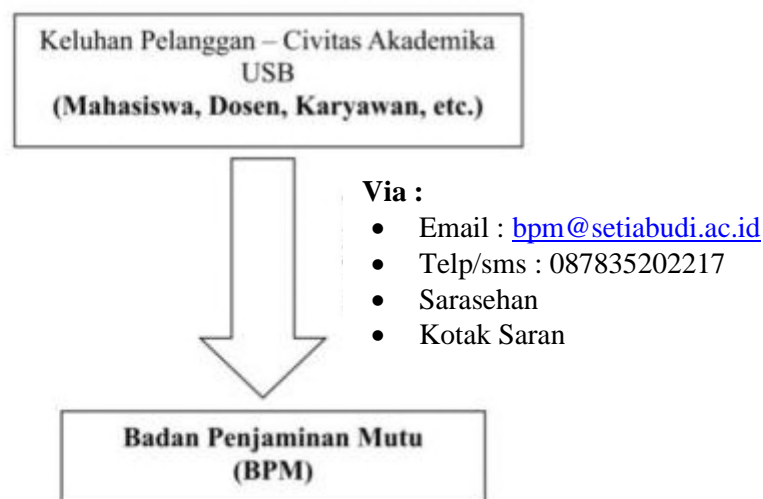 Keluhan Pelanggan – Civitas Akademika
USB
(Mahasiswa, Dosen, Karyawan, etc.)
Via :
• Email : bpm@setiabudi.ac.id
• Telp/sms : 087835202217
• Sarasehan
• Kotak Saran
Badan Penjaminan Mutu
(BPM)